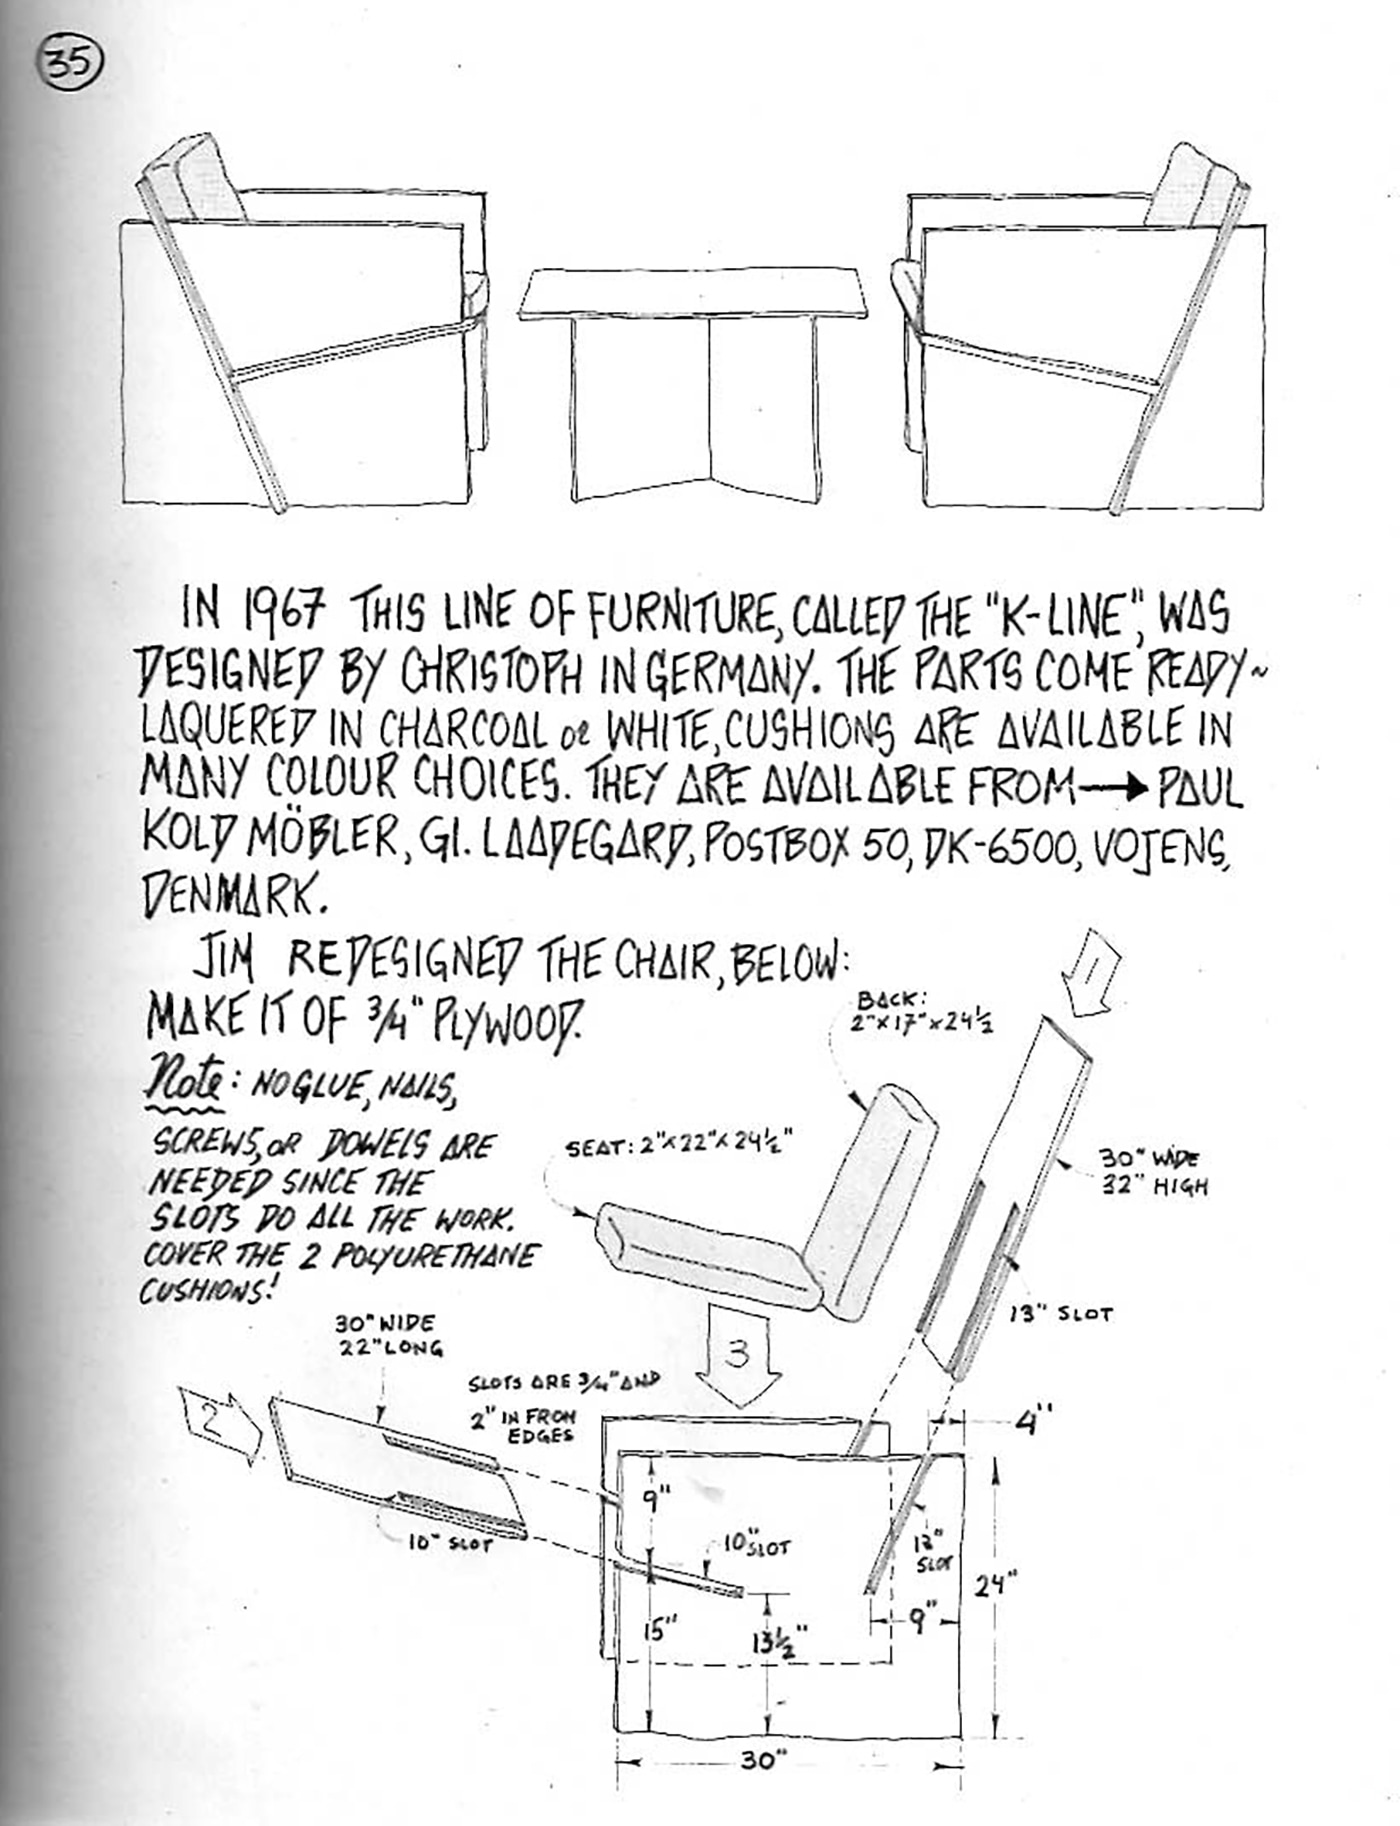 35
IN 1967 THIS LINE OF FURNITURE, CALLED THE "K-LINE", WAS
DESIGNED BY CHRISTOPH IN GERMANY. THE PARTS COME READY~
LAQUERED IN CHARCOAL or WHITE, CUSHIONS ARE AVAILABLE IN
MANY COLOUR CHOICES. THEY ARE AVAILABLE FROM → PAUL
KOLD MÖBLER, Gl. LAADEGARD, POSTBOX 50, DK-6500, VOJENS,
DENMARK.
JIM REDESIGNED THE CHAIR, BELOW:
MAKE IT OF 3/4" PLYWOOD.
Note: NO GLUE, NAILS,
SCREWS, OR DOWELS ARE
NEEDED SINCE THE
SLOTS DO ALL THE WORK.
COVER THE 2 POLYURETHANE
CUSHIONS!
1
BACK:
2"x17"x24½
SEAT: 2"x22"x24½"
30" WIDE
32" HIGH
13" SLOT
3
30" WIDE
22" LONG
2
SLOTS ARE 3/4" AND
2" IN FROM
EDGES
10" SLOT
4"
9"
10" SLOT
13" SLOT
24"
15"
13½"
9"
30"